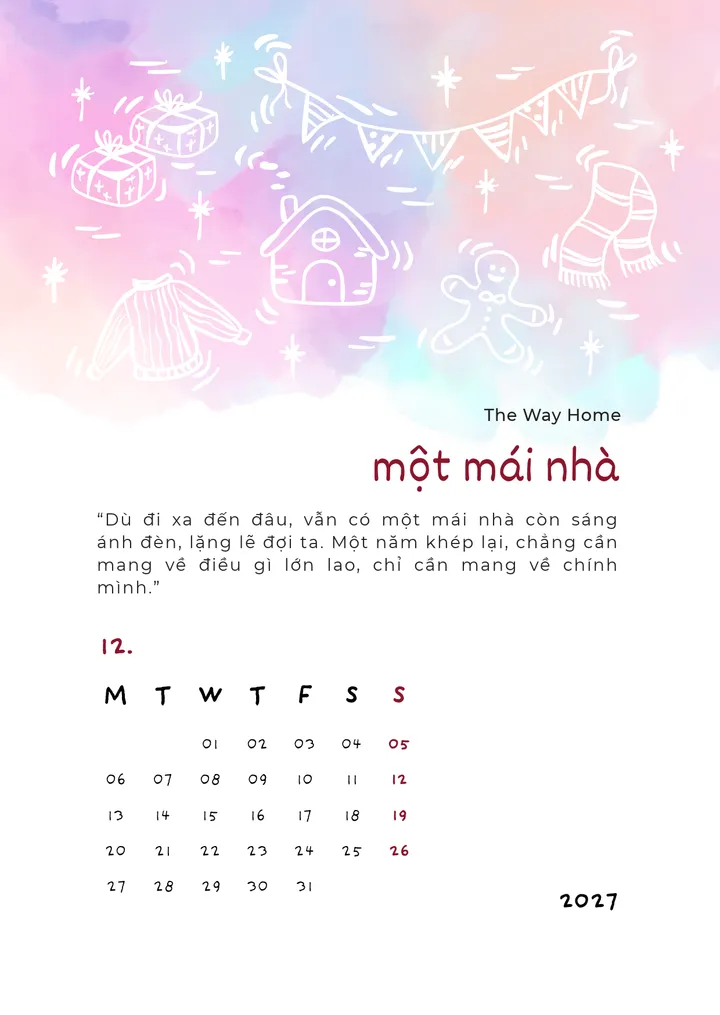 The Way Home
một mái nhà
“Dù đi xa đến đâu, vẫn có một mái nhà còn sáng
ánh đèn, lặng lẽ đợi ta. Một năm khép lại, chẳng cần
mang về điều gì lớn lao, chỉ cần mang về chính
mình.”
12.
M T W T F S S
01 02 03 04 05
06 07 08 09 10 11 12
13 14 15 16 17 18 19
20 21 22 23 24 25 26
27 28 29 30 31
2027